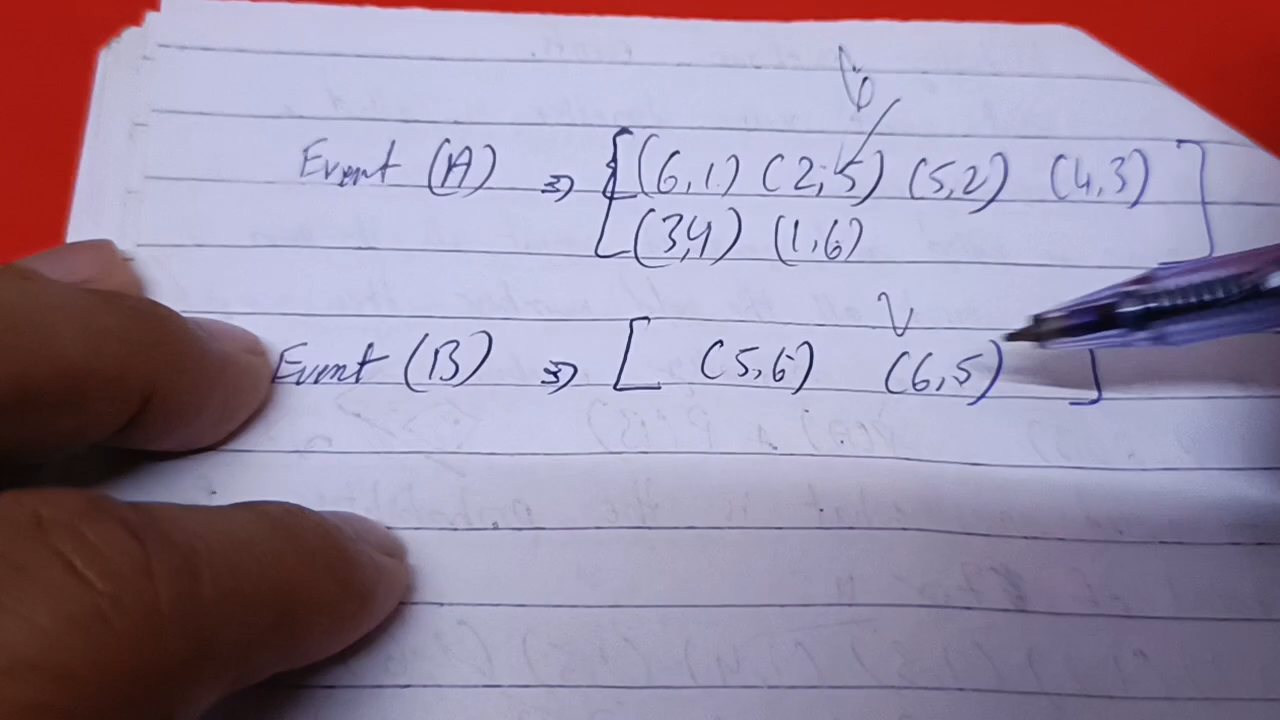 Event (A) ⇒ [(6,1) (2,5) (5,2) (4,3)
(3,4) (1,6) ]
Event (B) ⇒ [ (5,6) (6,5) ]